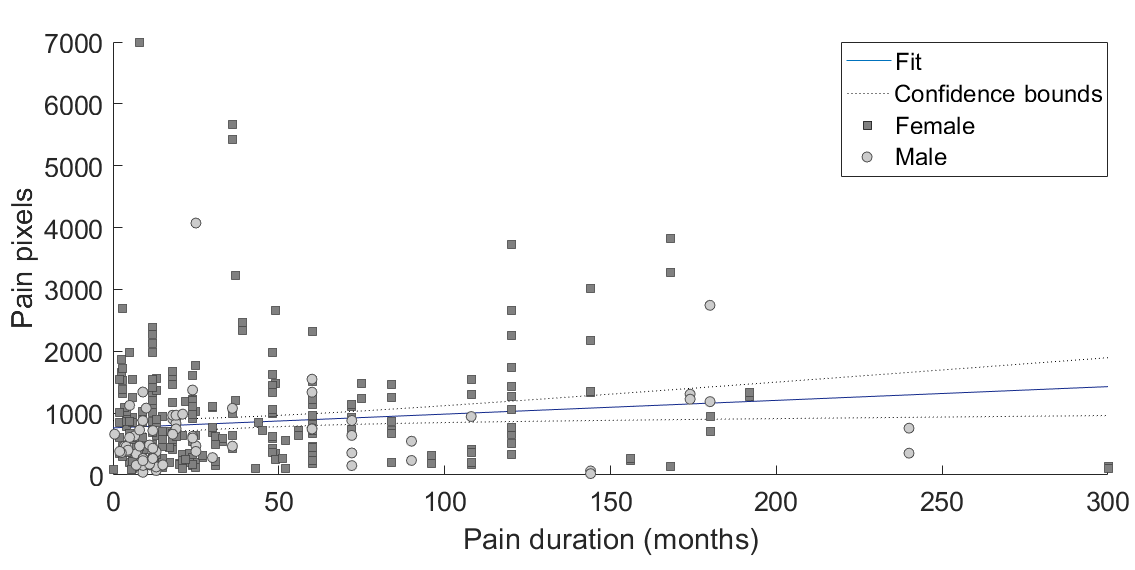 7000
6000
5000
4000
3000
2000
1000
0
Pain pixels
Fit
Confidence bounds
Female
Male
0 50 100 150 200 250 300
Pain duration (months)